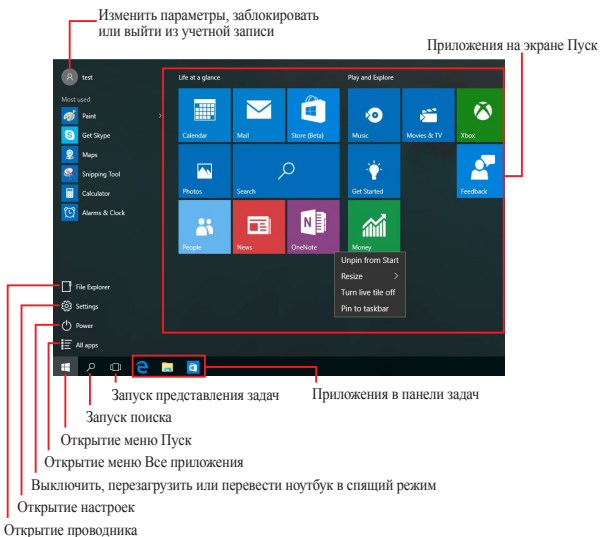 Изменить параметры, заблокировать
или выйти из учетной записи
Приложения на экране Пуск
test
Life at a glance
Play and Explore
Most used
Paint
Get Skype
Maps
Snipping Tool
Calculator
Alarms & Clock
Calendar
Mail
Store (Beta)
Music
Movies & TV
Xbox
Photos
Search
Get Started
Feedback
People
News
OneNote
Money
Unpin from Start
Resize
Turn live tile off
Pin to taskbar
File Explorer
Settings
Power
All apps
Запуск представления задач
Приложения в панели задач
Запуск поиска
Открытие меню Пуск
Открытие меню Все приложения
Выключить, перезагрузить или перевести ноутбук в спящий режим
Открытие настроек
Открытие проводника